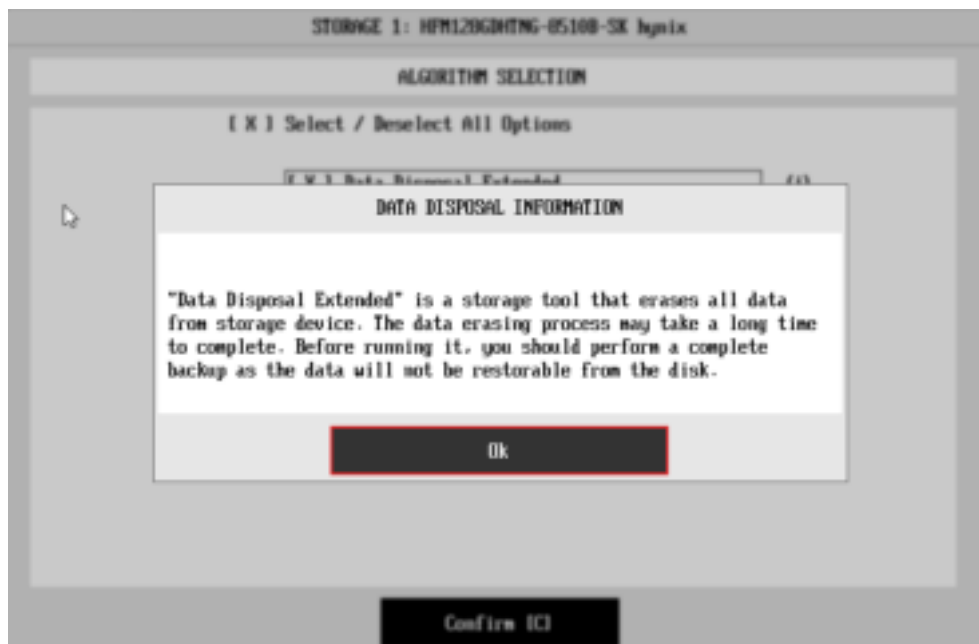 STORAGE 1: HFM128GDHTNG-8510B-SK hynix
ALGORITHM SELECTION
[ X ] Select / Deselect All Options
[ X ] Data Disposal Extended (i)
DATA DISPOSAL INFORMATION
"Data Disposal Extended" is a storage tool that erases all data
from storage device. The data erasing process may take a long time
to complete. Before running it, you should perform a complete
backup as the data will not be restorable from the disk.
Ok
Confirm [C]